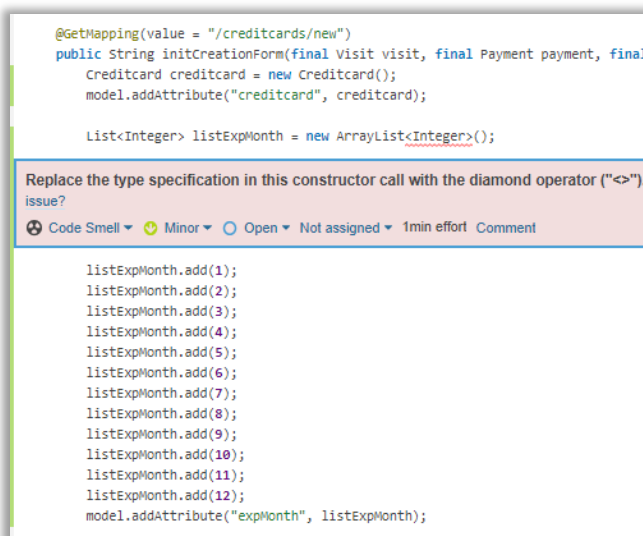 @GetMapping(value = "/creditcards/new")
public String initCreationForm(final Visit visit, final Payment payment, final
Creditcard creditcard = new Creditcard();
model.addAttribute("creditcard", creditcard);
List<Integer> listExpMonth = new ArrayList<Integer>();
Replace the type specification in this constructor call with the diamond operator ("<>")
issue?
Code Smell Minor Open Not assigned 1min effort Comment
listExpMonth.add(1);
listExpMonth.add(2);
listExpMonth.add(3);
listExpMonth.add(4);
listExpMonth.add(5);
listExpMonth.add(6);
listExpMonth.add(7);
listExpMonth.add(8);
listExpMonth.add(9);
listExpMonth.add(10);
listExpMonth.add(11);
listExpMonth.add(12);
model.addAttribute("expMonth", listExpMonth);